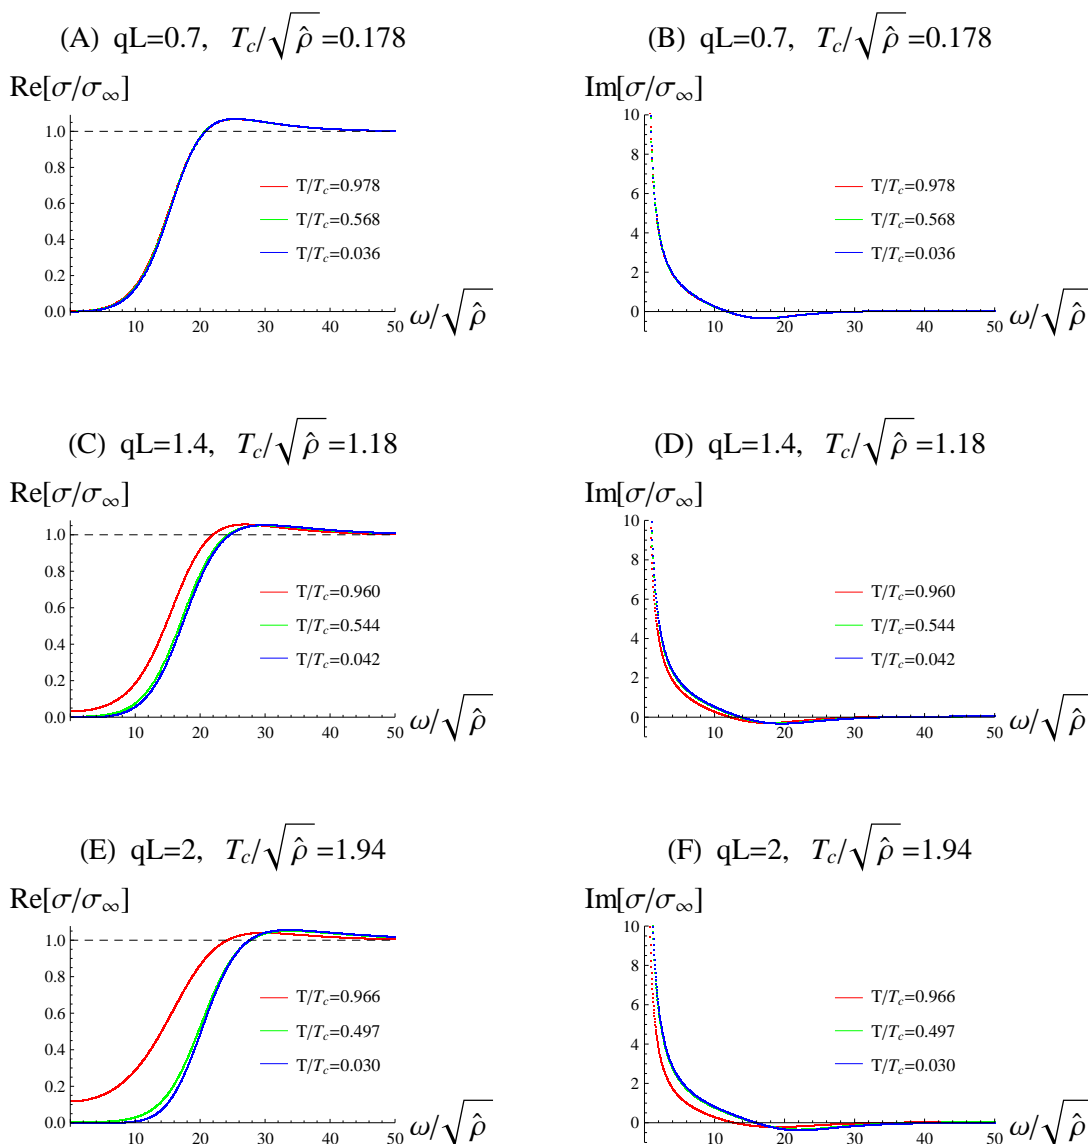 (A) qL=0.7, T_c/√ρ̂ =0.178
Re[σ/σ_∞]
1.0
0.8
0.6
0.4
0.2
0.0
T/T_c=0.978
T/T_c=0.568
T/T_c=0.036
10 20 30 40 50
ω/√ρ̂
(B) qL=0.7, T_c/√ρ̂ =0.178
Im[σ/σ_∞]
10
8
6
4
2
0
T/T_c=0.978
T/T_c=0.568
T/T_c=0.036
10 20 30 40 50
ω/√ρ̂
(C) qL=1.4, T_c/√ρ̂ =1.18
Re[σ/σ_∞]
1.0
0.8
0.6
0.4
0.2
0.0
T/T_c=0.960
T/T_c=0.544
T/T_c=0.042
10 20 30 40 50
ω/√ρ̂
(D) qL=1.4, T_c/√ρ̂ =1.18
Im[σ/σ_∞]
10
8
6
4
2
0
T/T_c=0.960
T/T_c=0.544
T/T_c=0.042
10 20 30 40 50
ω/√ρ̂
(E) qL=2, T_c/√ρ̂ =1.94
Re[σ/σ_∞]
1.0
0.8
0.6
0.4
0.2
0.0
T/T_c=0.966
T/T_c=0.497
T/T_c=0.030
10 20 30 40 50
ω/√ρ̂
(F) qL=2, T_c/√ρ̂ =1.94
Im[σ/σ_∞]
10
8
6
4
2
0
T/T_c=0.966
T/T_c=0.497
T/T_c=0.030
10 20 30 40 50
ω/√ρ̂